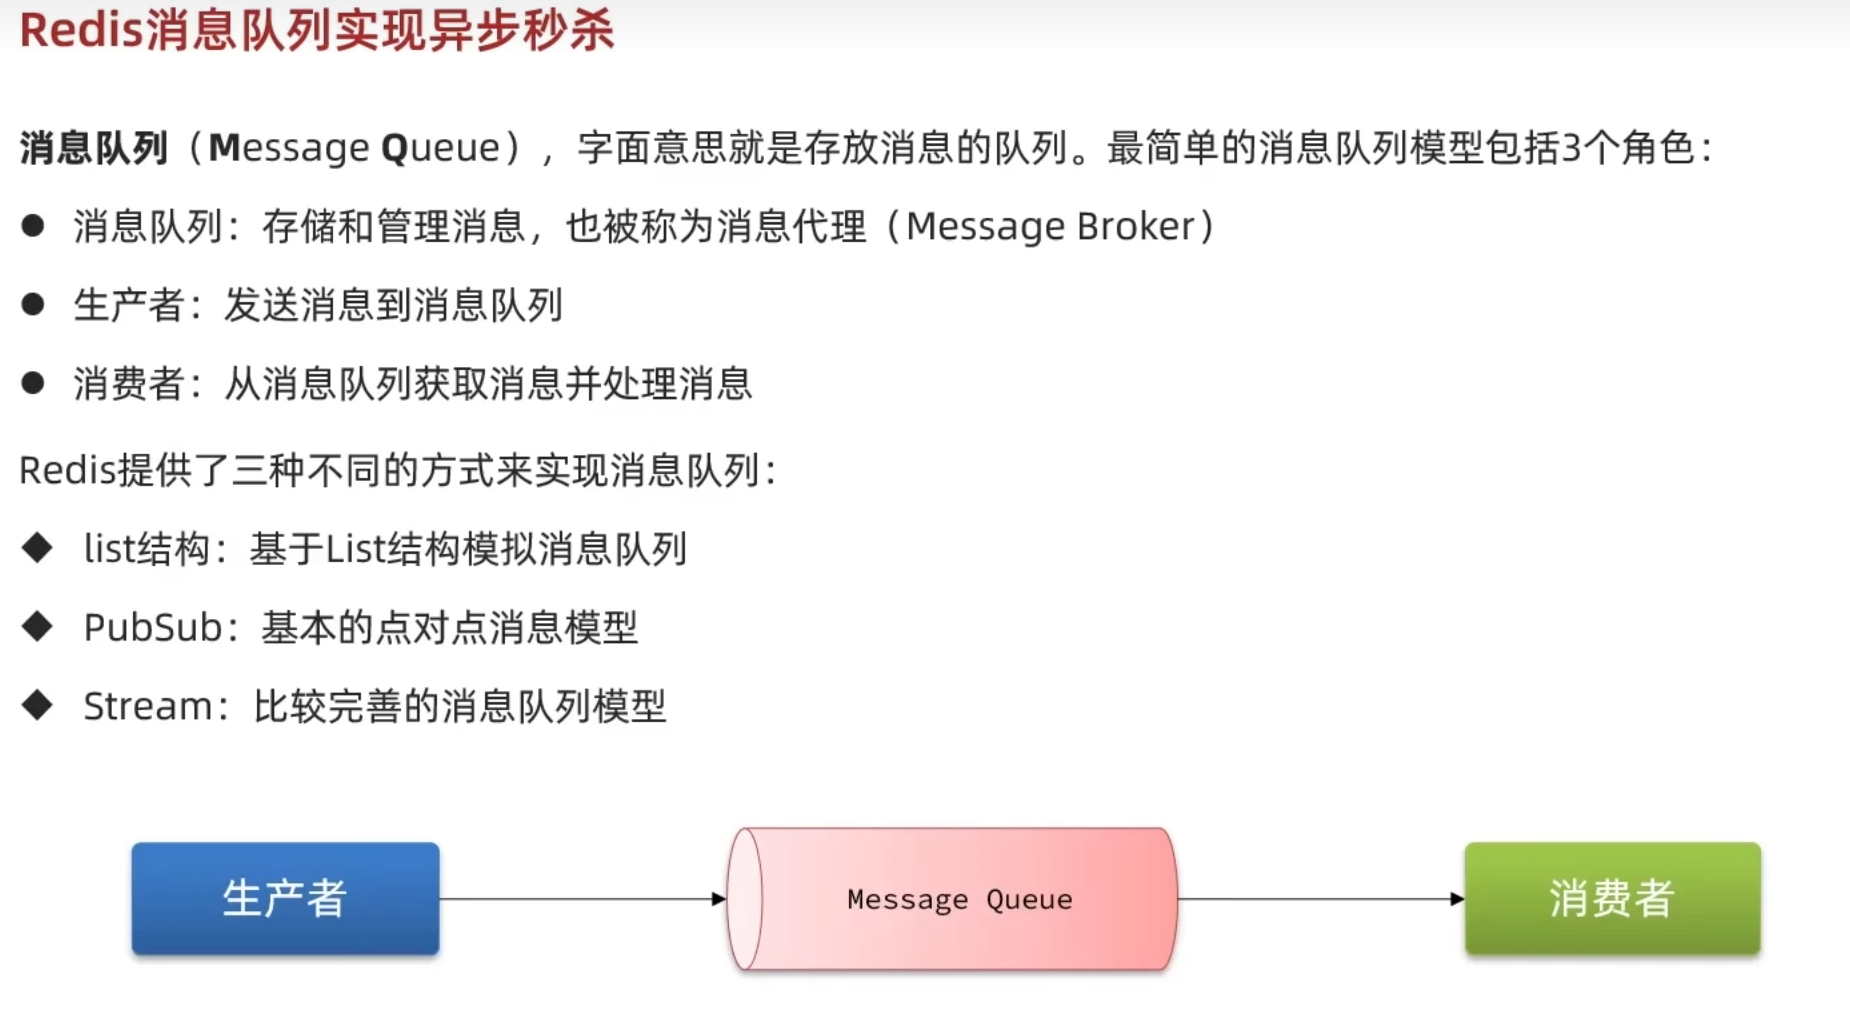 Redis消息队列实现异步秒杀
消息队列（Message Queue），字面意思就是存放消息的队列。最简单的消息队列模型包括3个角色：
● 消息队列：存储和管理消息，也被称为消息代理（Message Broker）
● 生产者：发送消息到消息队列
● 消费者：从消息队列获取消息并处理消息
Redis提供了三种不同的方式来实现消息队列：
◆ list结构：基于List结构模拟消息队列
◆ PubSub：基本的点对点消息模型
◆ Stream：比较完善的消息队列模型
生产者
Message Queue
消费者